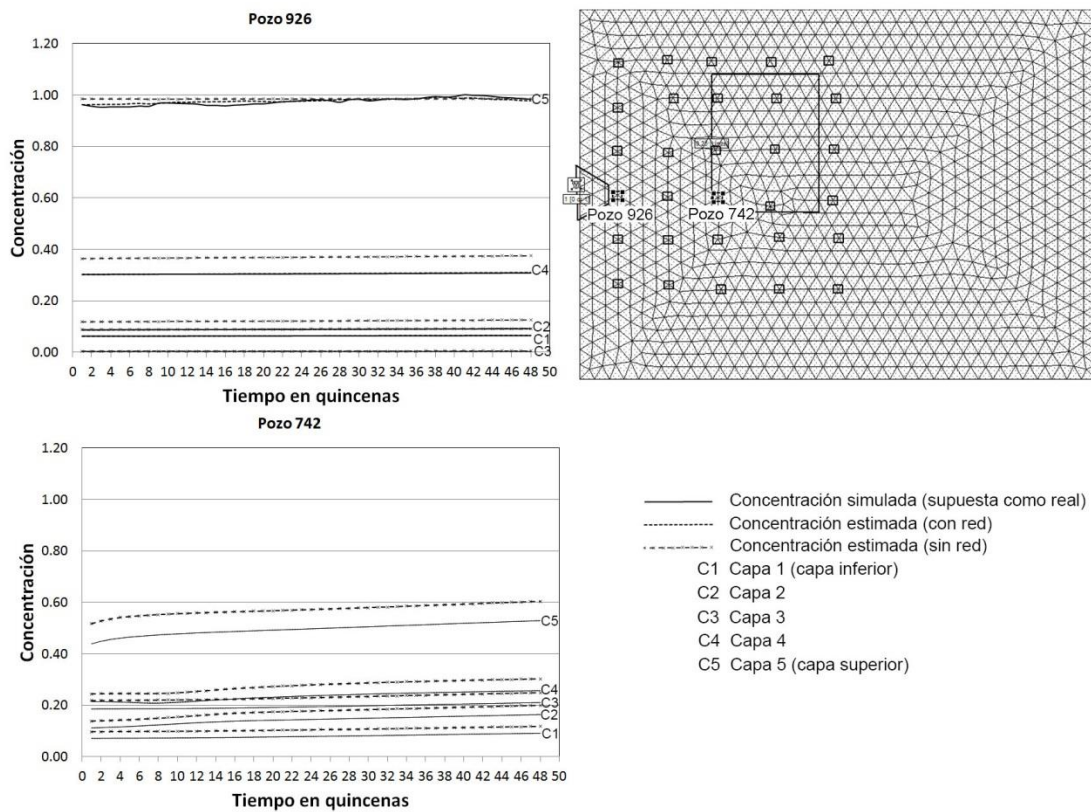 Pozo 926
1.20
1.00
0.80
0.60
0.40
0.20
0.00
Concentración
C5
C4
C2
C1
C3
0 2 4 6 8 10 12 14 16 18 20 22 24 26 28 30 32 34 36 38 40 42 44 46 48 50
Tiempo en quincenas
Pozo 926
Pozo 742
Pozo 742
1.20
1.00
0.80
0.60
0.40
0.20
0.00
Concentración
C5
C4
C3
C2
C1
0 2 4 6 8 10 12 14 16 18 20 22 24 26 28 30 32 34 36 38 40 42 44 46 48 50
Tiempo en quincenas
Concentración simulada (supuesta como real)
Concentración estimada (con red)
Concentración estimada (sin red)
C1 Capa 1 (capa inferior)
C2 Capa 2
C3 Capa 3
C4 Capa 4
C5 Capa 5 (capa superior)